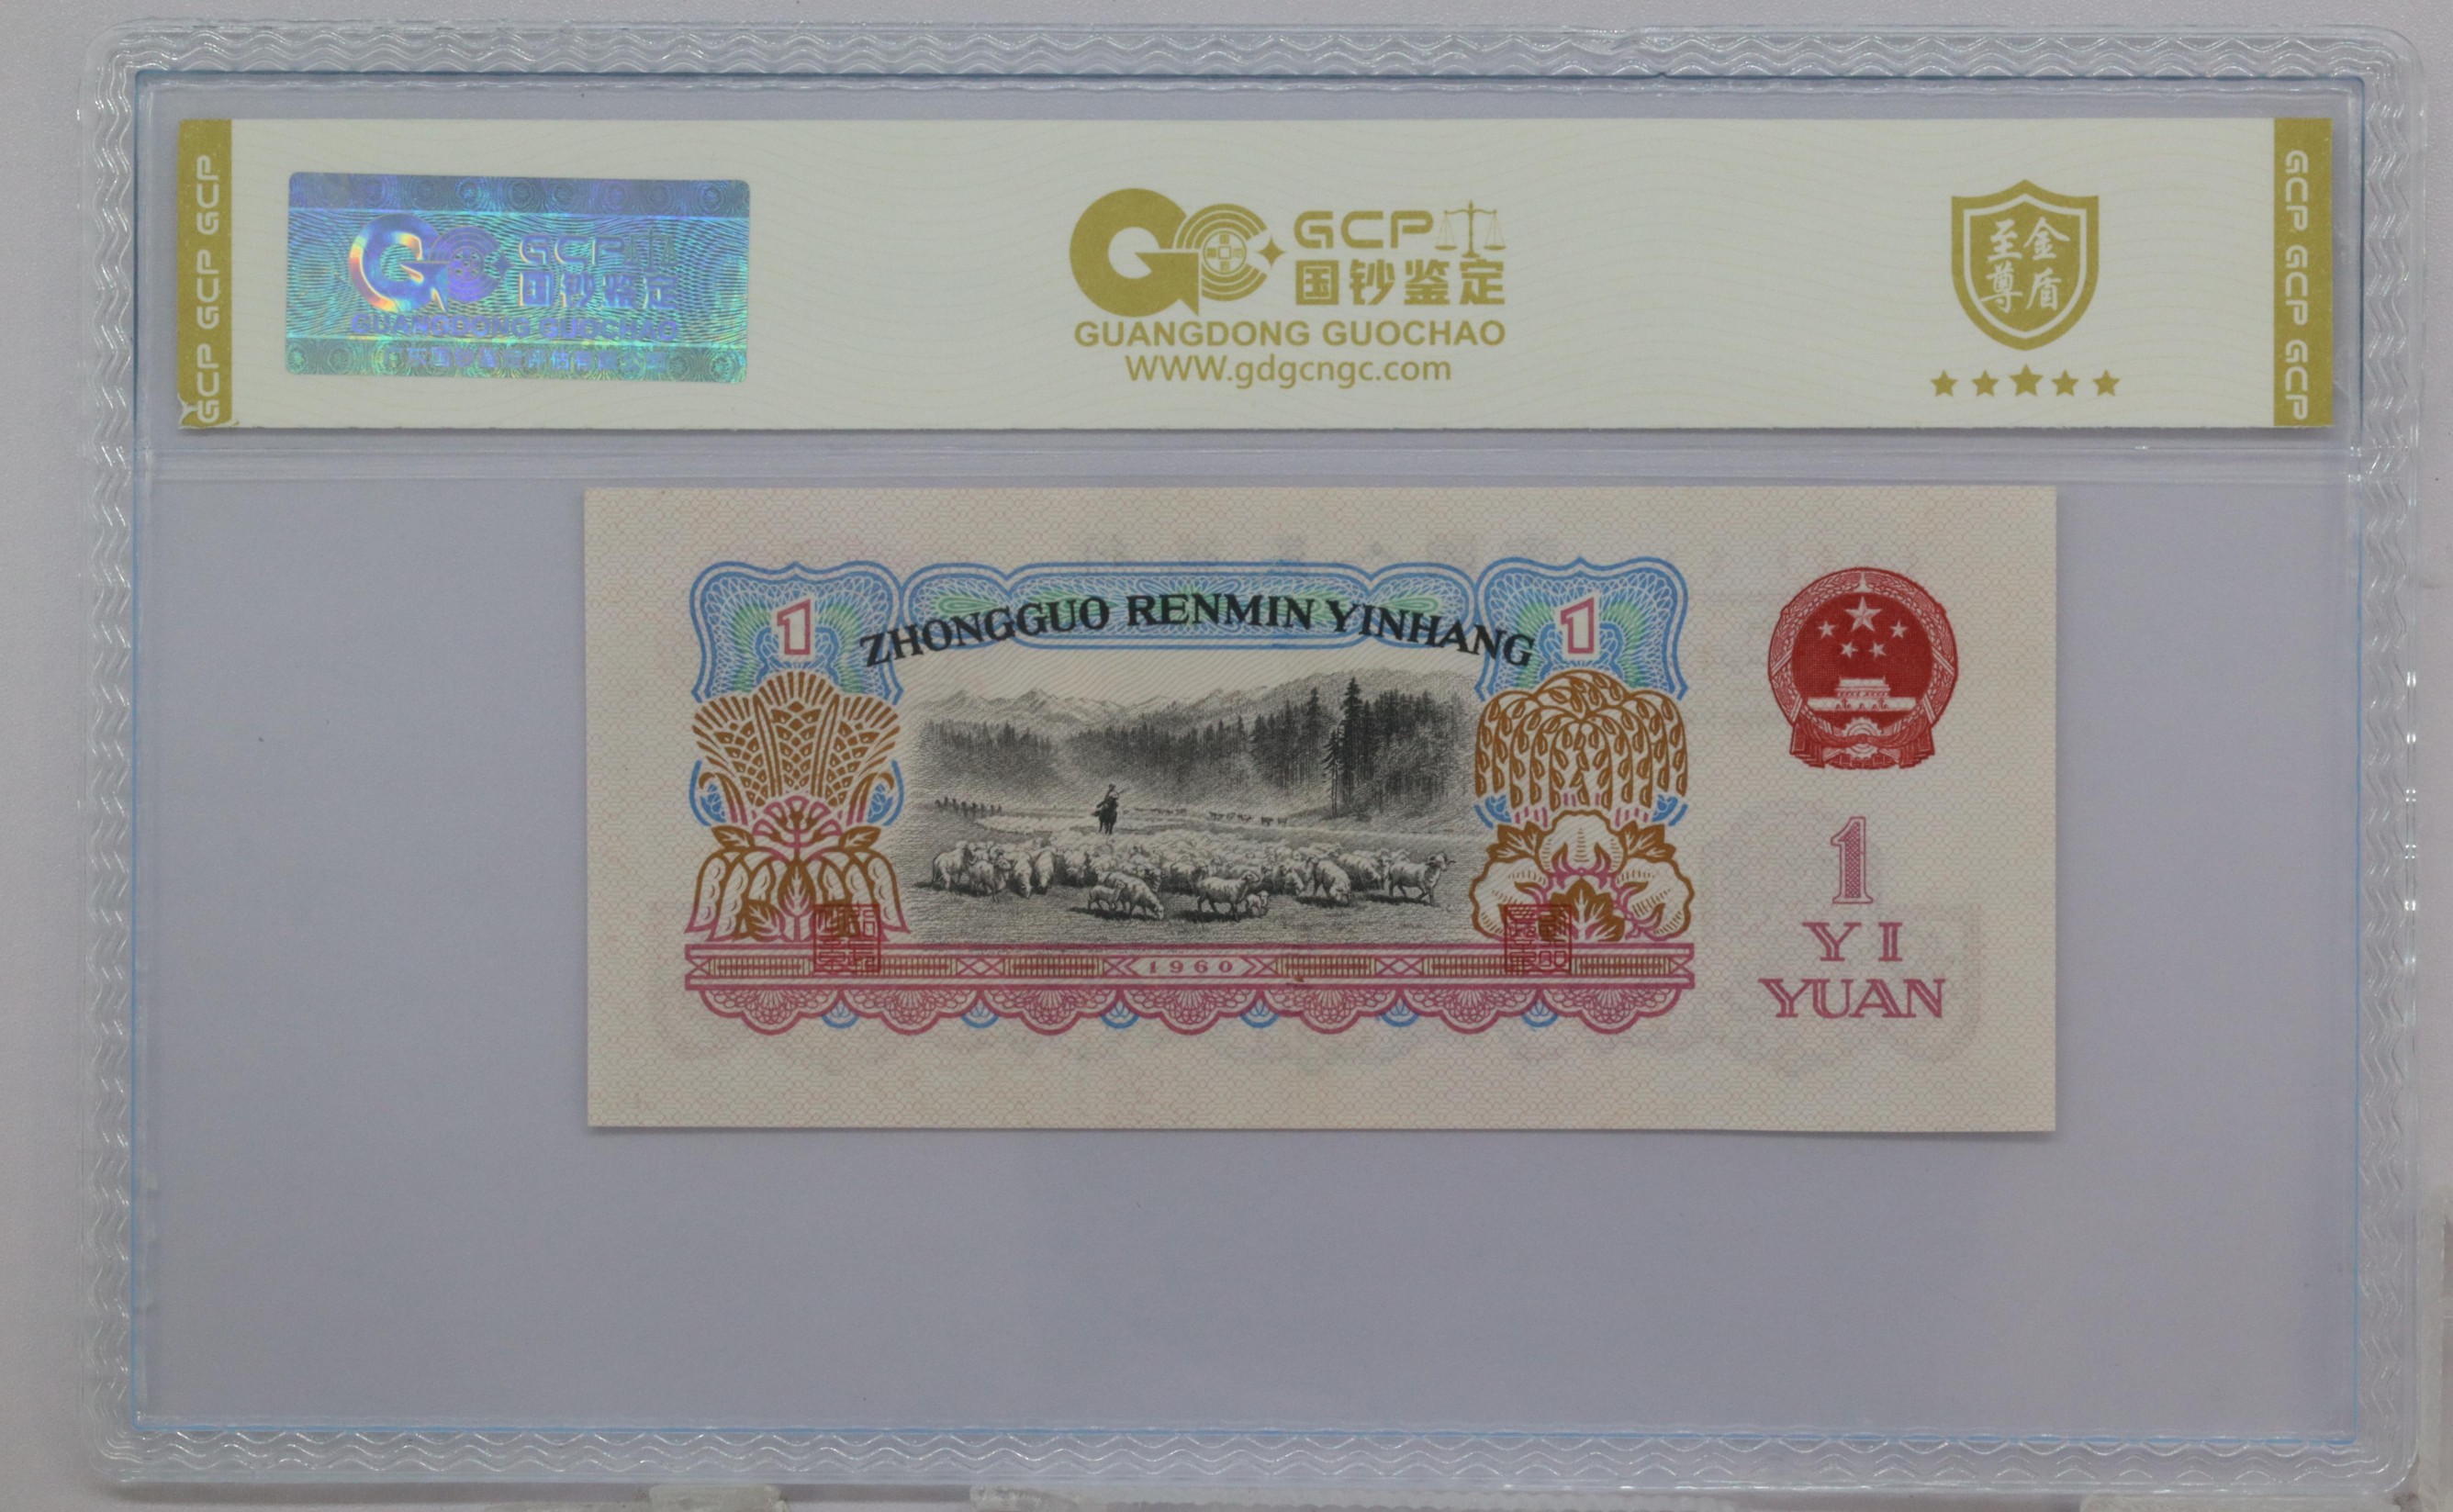 GCP GCP GCP
GCP
国钞鉴定
GUANGDONG GUOCHAO
GCP
国钞鉴定
GUANGDONG GUOCHAO
WWW.gdgcngc.com
至尊
金盾
GCP GCP GCP
1
ZHONGGUO RENMIN YINHANG
1
1
YI
YUAN
1960